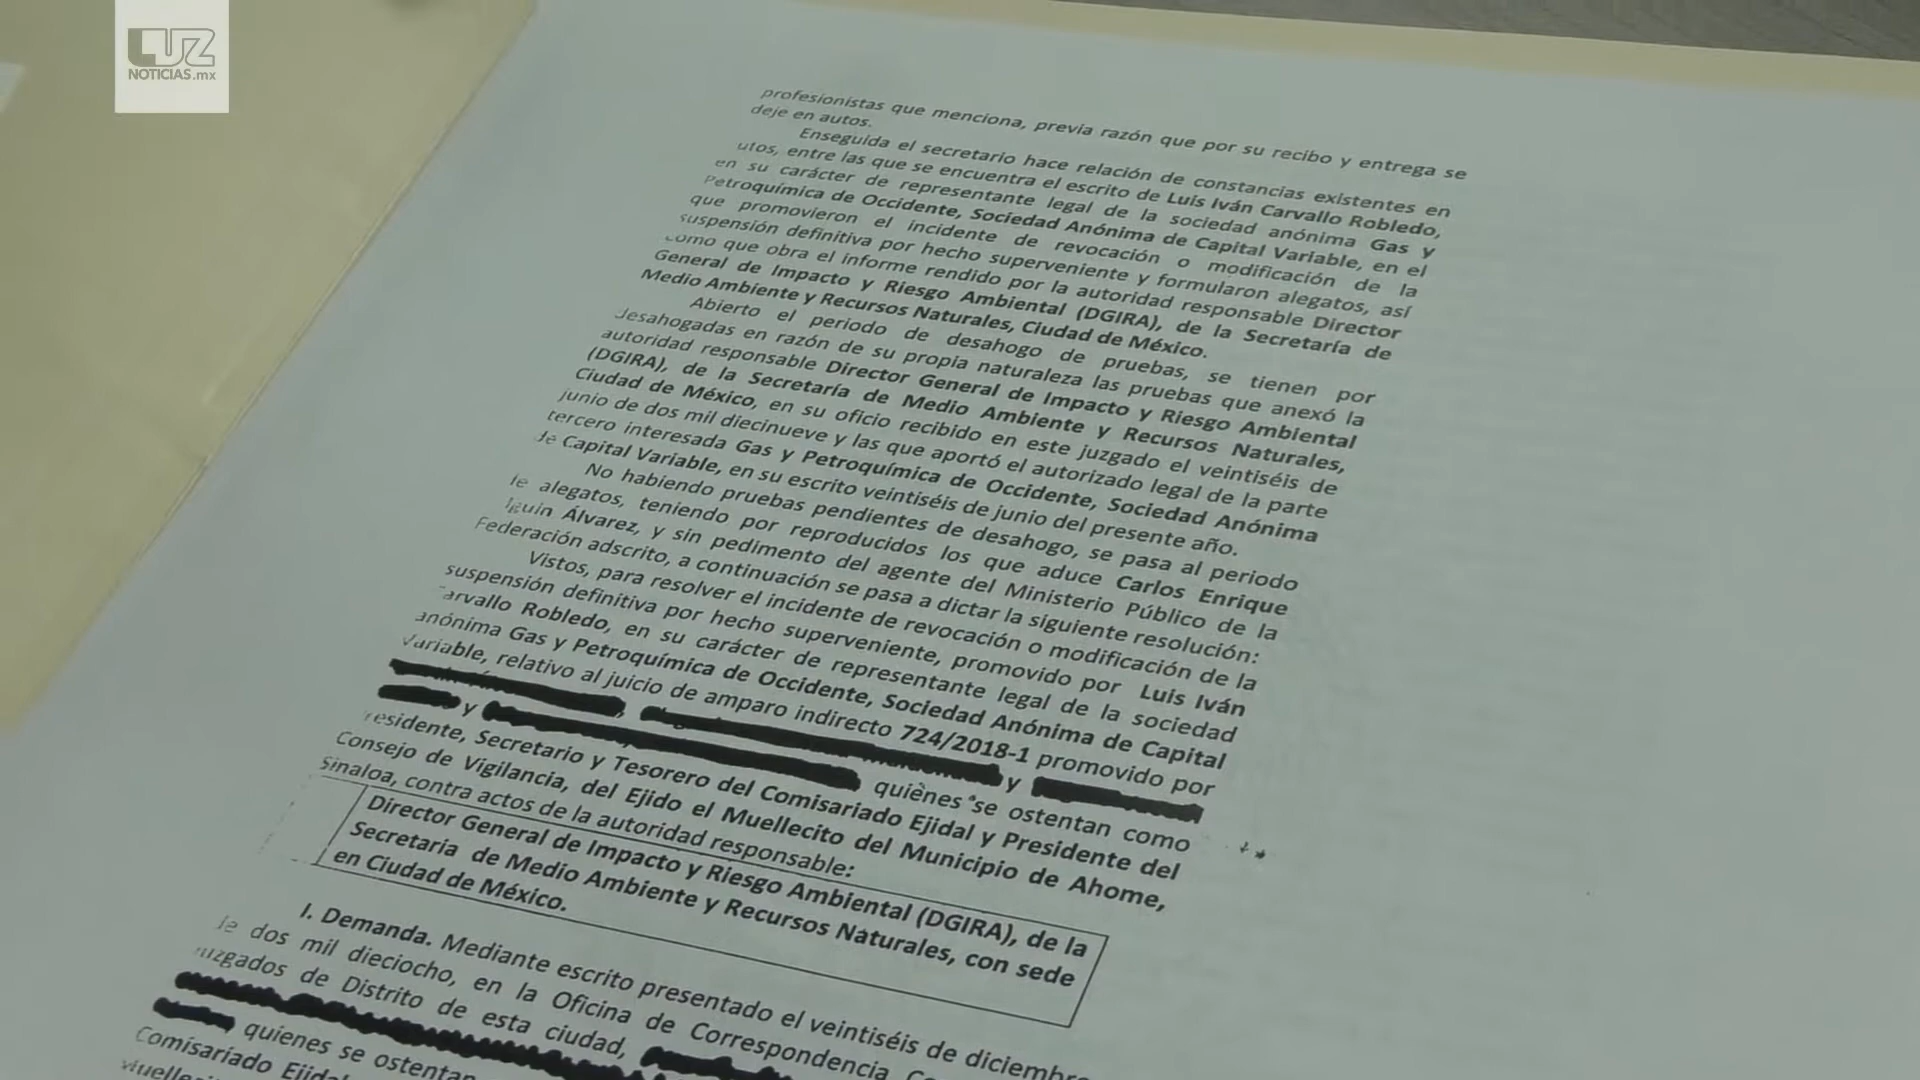 LUZ
NOTICIAS.mx
profesionistas que menciona, previa razón que por su recibo y entrega se
deje en autos.
Enseguida el secretario hace relación de constancias existentes en
utos, entre las que se encuentra el escrito de Luis Iván Carvallo Robledo,
en su carácter de representante legal de la sociedad anónima Gas y
Petroquímica de Occidente, Sociedad Anónima de Capital Variable, en el
que promovieron el incidente de revocación o modificación de la
suspensión definitiva por hecho superveniente y formularon alegatos, así
como que obra el informe rendido por la autoridad responsable Director
General de Impacto y Riesgo Ambiental (DGIRA), de la Secretaría de
Medio Ambiente y Recursos Naturales, Ciudad de México.
Abierto el periodo de desahogo de pruebas, se tienen por
desahogadas en razón de su propia naturaleza las pruebas que anexó la
autoridad responsable Director General de Impacto y Riesgo Ambiental
(DGIRA), de la Secretaría de Medio Ambiente y Recursos Naturales,
Ciudad de México, en su oficio recibido en este juzgado el veintiséis de
junio de dos mil diecinueve y las que aportó el autorizado legal de la parte
tercero interesada Gas y Petroquímica de Occidente, Sociedad Anónima
de Capital Variable, en su escrito veintiséis de junio del presente año.
No habiendo pruebas pendientes de desahogo, se pasa al periodo
de alegatos, teniendo por reproducidos los que aduce Carlos Enrique
lguin Álvarez, y sin pedimento del agente del Ministerio Público de la
Federación adscrito, a continuación se pasa a dictar la siguiente resolución:
Vistos, para resolver el incidente de revocación o modificación de la
suspensión definitiva por hecho superveniente, promovido por Luis Iván
Carvallo Robledo, en su carácter de representante legal de la sociedad
anónima Gas y Petroquímica de Occidente, Sociedad Anónima de Capital
Variable, relativo al juicio de amparo indirecto 724/2018-1 promovido por
, y
y quienes se ostentan como
residente, Secretario y Tesorero del Comisariado Ejidal y Presidente del
Consejo de Vigilancia, del Ejido el Muellecito del Municipio de Ahome,
Sinaloa, contra actos de la autoridad responsable:
Director General de Impacto y Riesgo Ambiental (DGIRA), de la
Secretaria de Medio Ambiente y Recursos Naturales, con sede
en Ciudad de México.
I. Demanda. Mediante escrito presentado el veintiséis de diciembre
de dos mil dieciocho, en la Oficina de Correspondencia
uzgados de Distrito de esta ciudad,
quienes se ostentan
Comisariado Ejidal